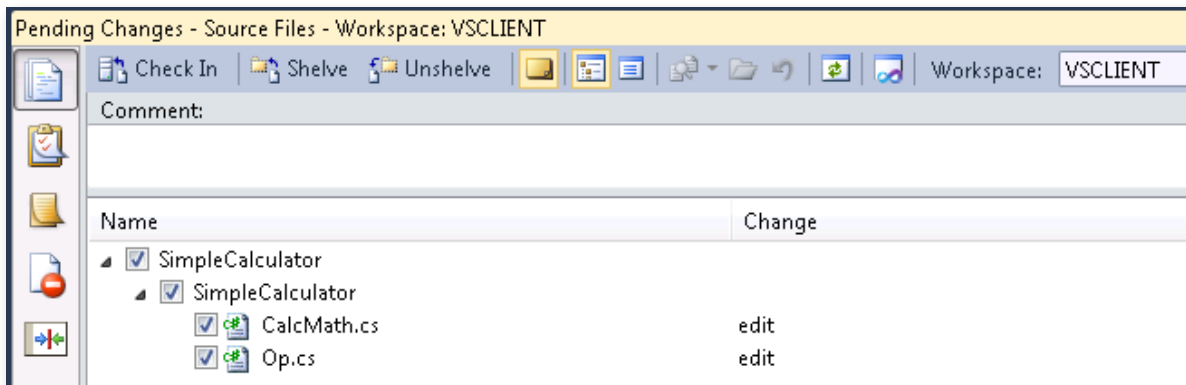 Pending Changes - Source Files - Workspace: VSCLIENT
Check In Shelve Unshelve Workspace: VSCLIENT
Comment:
Name Change
SimpleCalculator
SimpleCalculator
CalcMath.cs edit
Op.cs edit